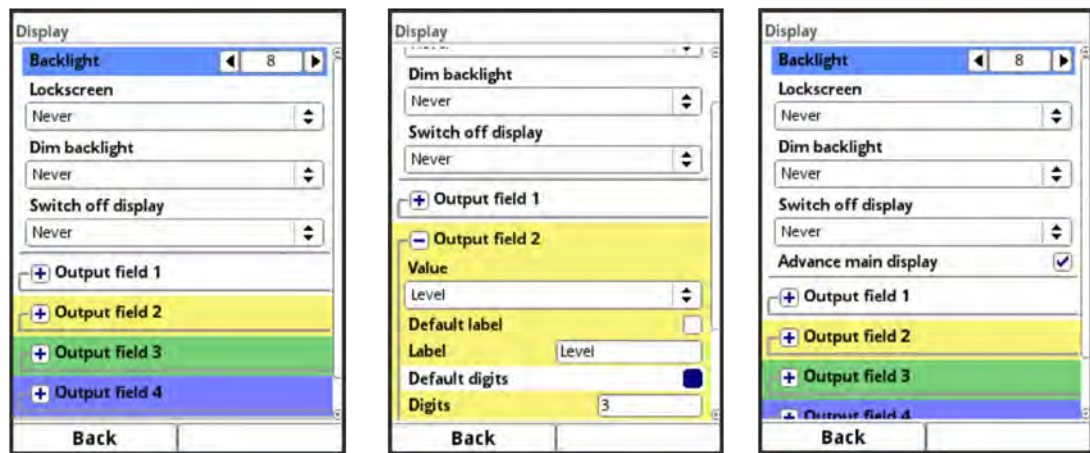 Display
Backlight 8
Lockscreen
Never
Dim backlight
Never
Switch off display
Never
Output field 1
Output field 2
Output field 3
Output field 4
Back
Display
Dim backlight
Never
Switch off display
Never
Output field 1
Output field 2
Value
Level
Default label
Label Level
Default digits
Digits 3
Back
Display
Backlight 8
Lockscreen
Never
Dim backlight
Never
Switch off display
Never
Advance main display
Output field 1
Output field 2
Output field 3
Output field 4
Back